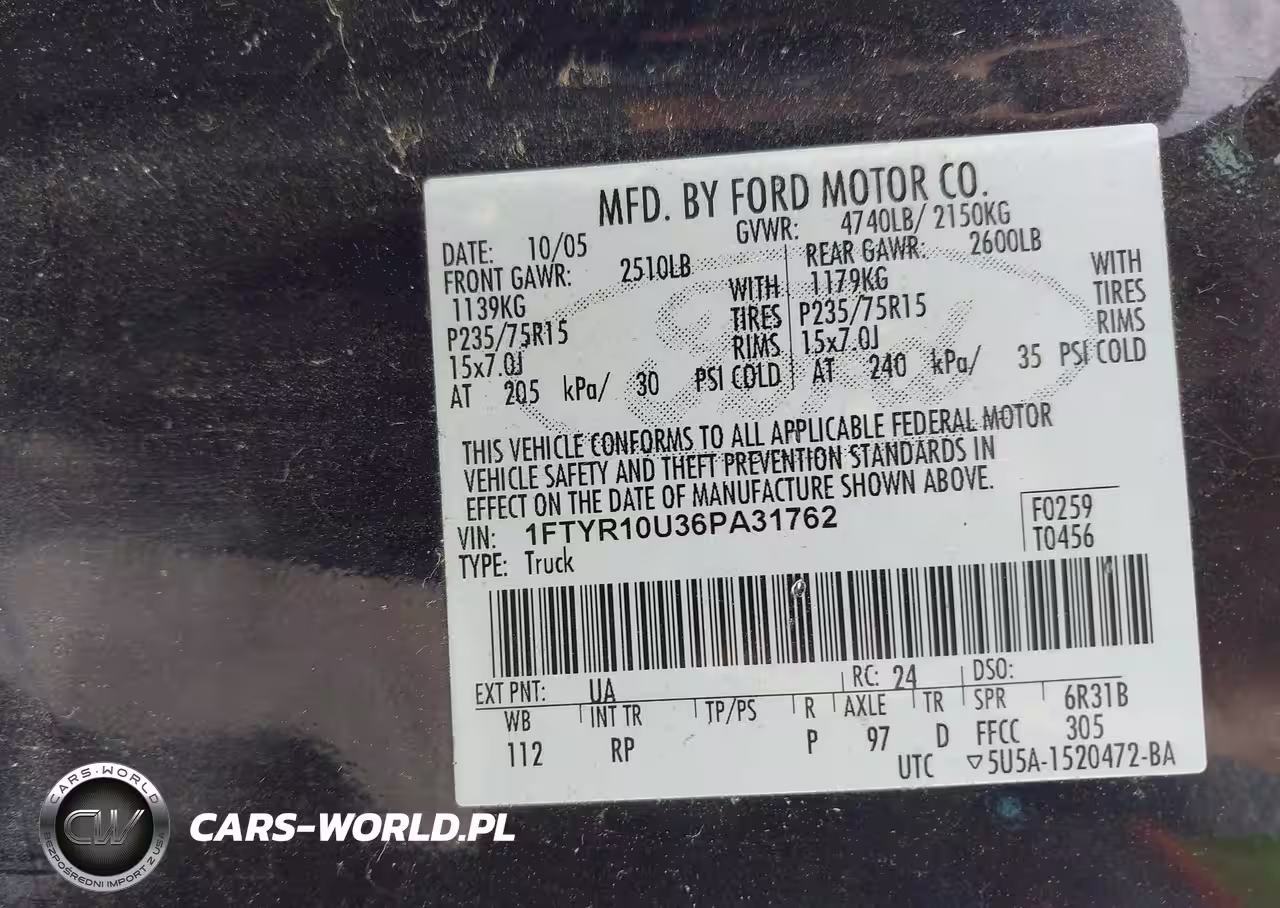 MFD. BY FORD MOTOR CO.
DATE: 10/05 GVWR: 4740LB/ 2150KG
FRONT GAWR: 2510LB REAR GAWR: 2600LB
1139KG WITH 1179KG WITH
P235/75R15 TIRES P235/75R15 TIRES
15x7.0J RIMS 15x7.0J RIMS
AT 205 kPa/ 30 PSI COLD AT 240 kPa/ 35 PSI COLD
THIS VEHICLE CONFORMS TO ALL APPLICABLE FEDERAL MOTOR
VEHICLE SAFETY AND THEFT PREVENTION STANDARDS IN
EFFECT ON THE DATE OF MANUFACTURE SHOWN ABOVE.
VIN: 1FTYR10U36PA31762 F0259
TYPE: Truck T0456
EXT PNT: UA RC: 24 DSO:
WB INT TR TP/PS R AXLE TR SPR 6R31B
112 RP P 97 D FFCC 305
UTC ▽5U5A-1520472-BA
CARS-WORLD
CW
BEZPOŚREDNI IMPORT Z USA
CARS-WORLD.PL